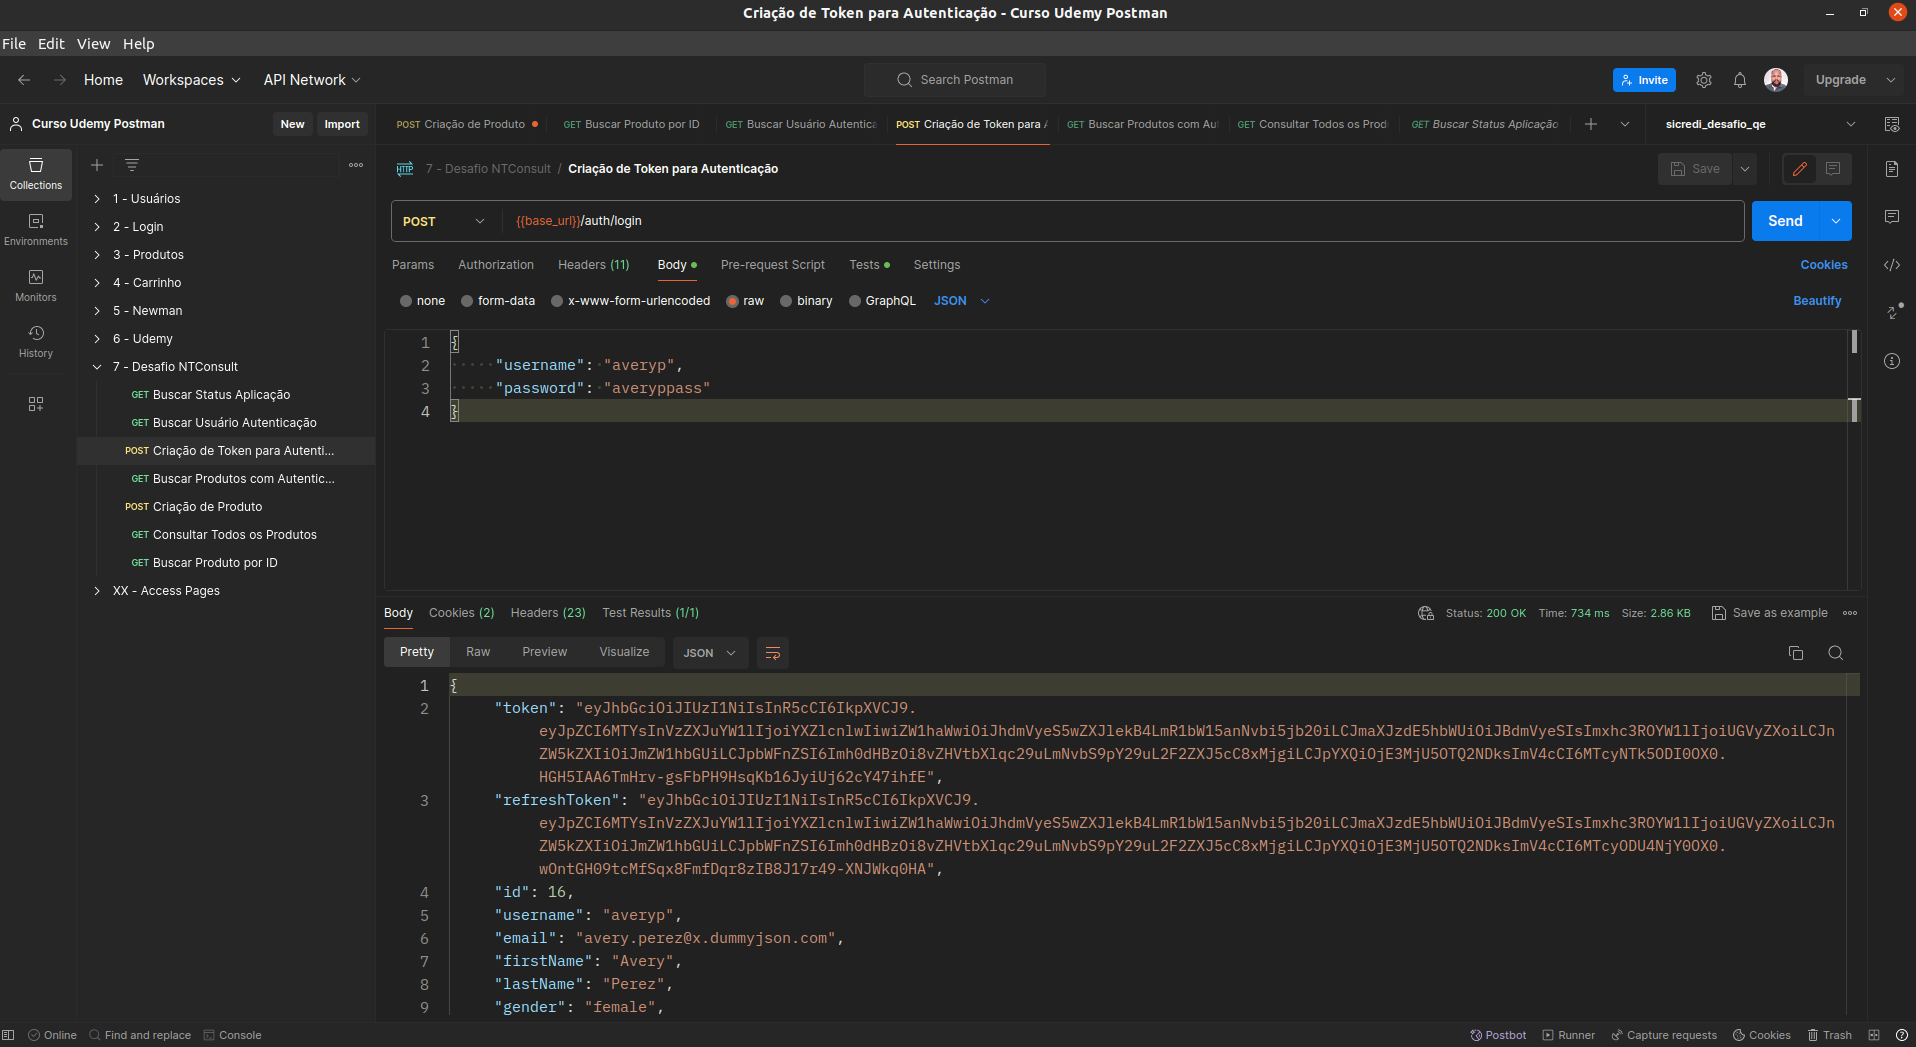 Criação de Token para Autenticação - Curso Udemy Postman
File Edit View Help
Home Workspaces API Network Search Postman Invite Upgrade
Curso Udemy Postman New Import
POST Criação de Produto GET Buscar Produto por ID GET Buscar Usuário Autentica POST Criação de Token para A GET Buscar Produtos com Aut GET Consultar Todos os Prod GET Buscar Status Aplicação sicredi_desafio_qe
Collections
Environments
Monitors
History
1 - Usuários
2 - Login
3 - Produtos
4 - Carrinho
5 - Newman
6 - Udemy
7 - Desafio NTConsult
GET Buscar Status Aplicação
GET Buscar Usuário Autenticação
POST Criação de Token para Autenti...
GET Buscar Produtos com Autentic...
POST Criação de Produto
GET Consultar Todos os Produtos
GET Buscar Produto por ID
XX - Access Pages
HTTP 7 - Desafio NTConsult / Criação de Token para Autenticação Save
POST {{base_url}}/auth/login Send
Params Authorization Headers (11) Body Pre-request Script Tests Settings Cookies
none form-data x-www-form-urlencoded raw binary GraphQL JSON Beautify
1 {
2 "username": "averyp",
3 "password": "averyppass"
4 }
Body Cookies (2) Headers (23) Test Results (1/1) Status: 200 OK Time: 734 ms Size: 2.86 KB Save as example
Pretty Raw Preview Visualize JSON
1 {
2 "token": "eyJhbGciOiJIUzI1NiIsInR5cCI6IkpXVCJ9.
eyJpZCI6MTYsInVzZXJuYW1lIjoiYXZlcnlwIiwiZW1haWwiOiJhdmVyeS5wZXJlekB4LmR1bW15anNvbi5jb20iLCJmaXJzdE5hbWUiOiJBdmVyeSIsImxhc3ROYW1lIjoiUGVyZXoiLCJn
ZW5kZXIiOiJmZW1hbGUiLCJpbWFnZSI6Imh0dHBzOi8vZHVtbXlqc29uLmNvbS9pY29uL2F2ZXJ5cC8xMjgiLCJpYXQiOjE3MjU5OTQ2NDksImV4cCI6MTcyNTk5ODI0OX0.
HGH5IAA6TmHrv-gsFbPH9HsqKb16JyiUj62cY47ihfE",
3 "refreshToken": "eyJhbGciOiJIUzI1NiIsInR5cCI6IkpXVCJ9.
eyJpZCI6MTYsInVzZXJuYW1lIjoiYXZlcnlwIiwiZW1haWwiOiJhdmVyeS5wZXJlekB4LmR1bW15anNvbi5jb20iLCJmaXJzdE5hbWUiOiJBdmVyeSIsImxhc3ROYW1lIjoiUGVyZXoiLCJn
ZW5kZXIiOiJmZW1hbGUiLCJpbWFnZSI6Imh0dHBzOi8vZHVtbXlqc29uLmNvbS9pY29uL2F2ZXJ5cC8xMjgiLCJpYXQiOjE3MjU5OTQ2NDksImV4cCI6MTcyODU4NjY0OX0.
wOntGH09tcMfSqx8FmfDqr8zIB8J17r49-XNJWkq0HA",
4 "id": 16,
5 "username": "averyp",
6 "email": "avery.perez@x.dummyjson.com",
7 "firstName": "Avery",
8 "lastName": "Perez",
9 "gender": "female",
Online Find and replace Console Postbot Runner Capture requests Cookies Trash